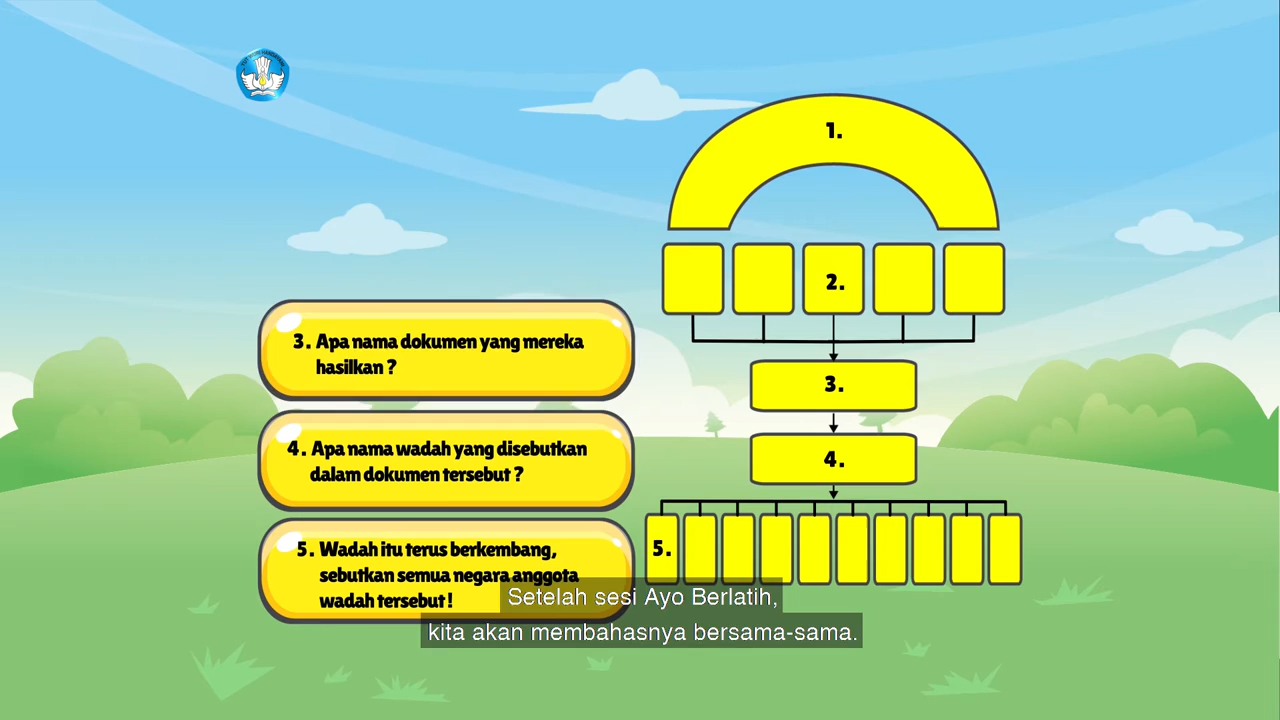 1.
2.
3. Apa nama dokumen yang mereka
hasilkan ?
3.
4. Apa nama wadah yang disebutkan
dalam dokumen tersebut ?
4.
5. Wadah itu terus berkembang,
sebutkan semua negara anggota
wadah tersebut !
5.
Setelah sesi Ayo Berlatih,
kita akan membahasnya bersama-sama.